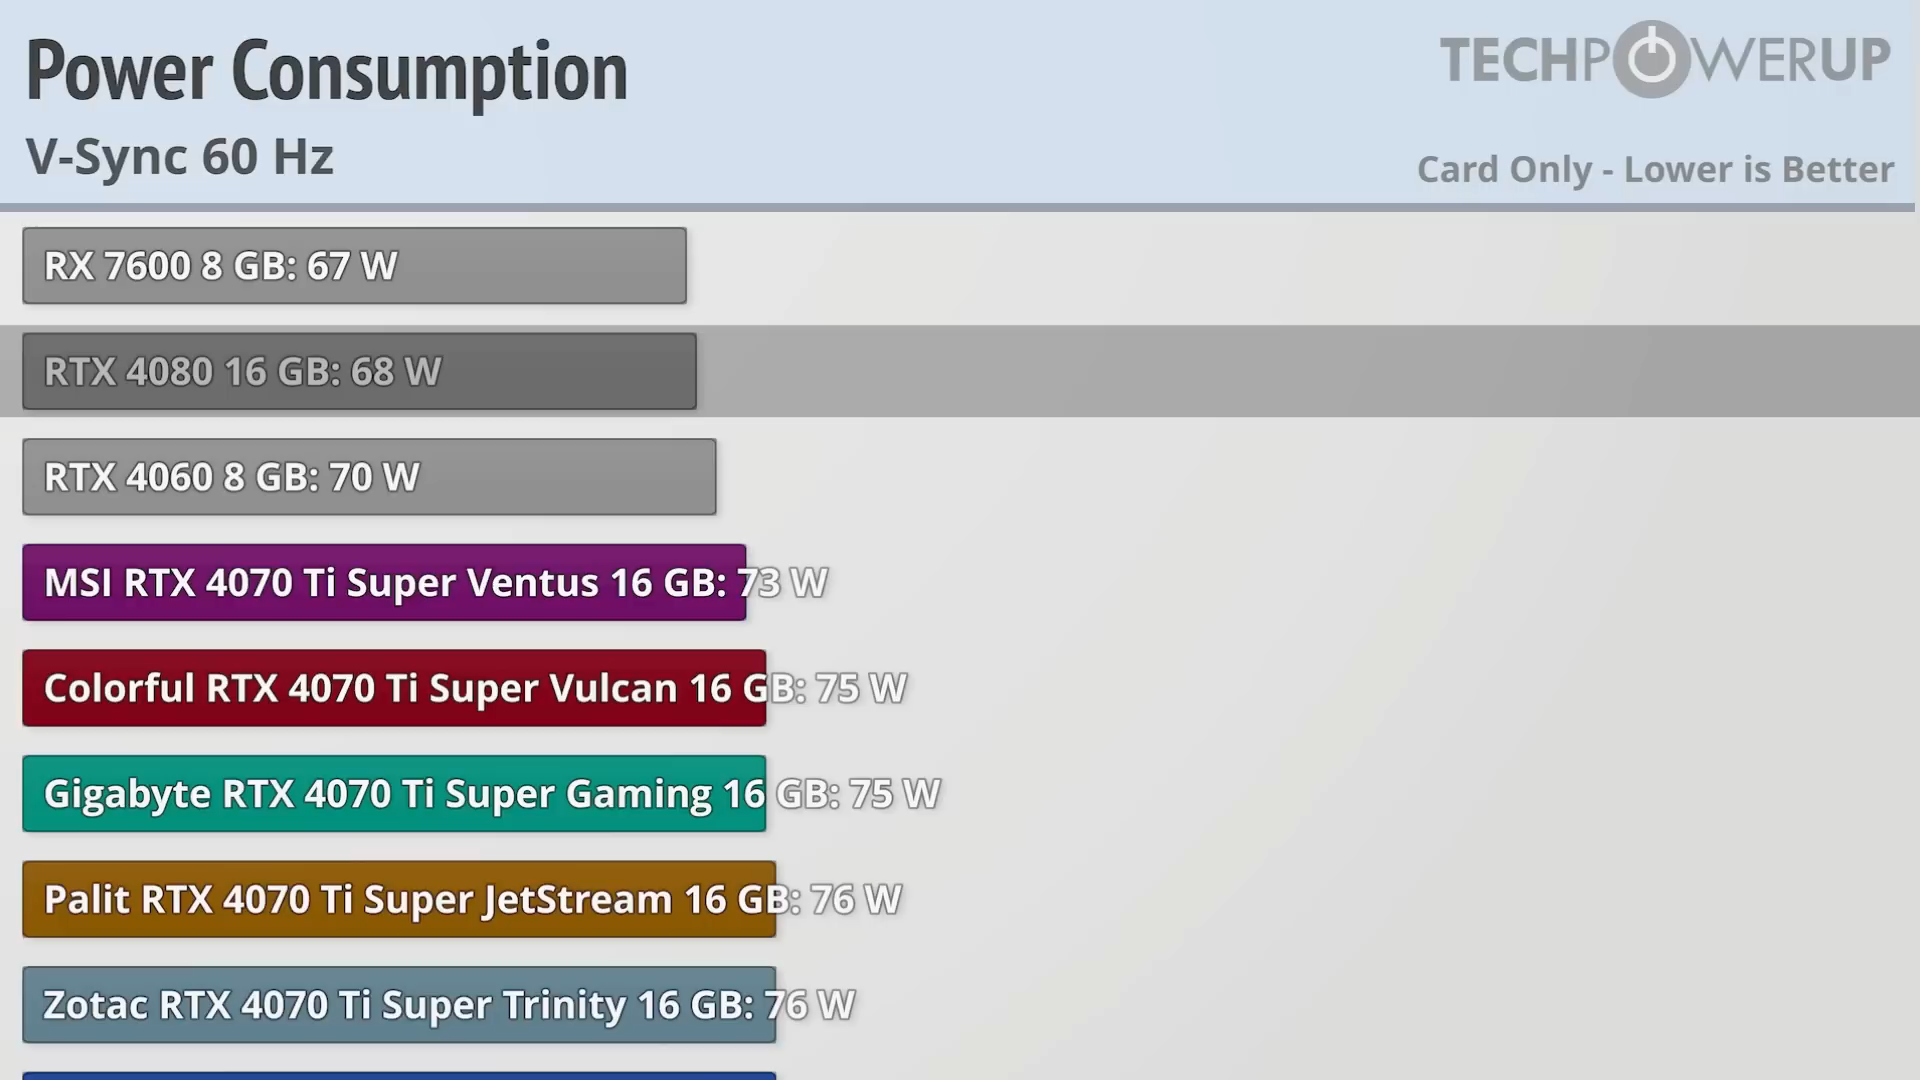 Power Consumption
TECHPOWERUP
V-Sync 60 Hz
Card Only - Lower is Better
RX 7600 8 GB: 67 W
RTX 4080 16 GB: 68 W
RTX 4060 8 GB: 70 W
MSI RTX 4070 Ti Super Ventus 16 GB: 73 W
Colorful RTX 4070 Ti Super Vulcan 16 GB: 75 W
Gigabyte RTX 4070 Ti Super Gaming 16 GB: 75 W
Palit RTX 4070 Ti Super JetStream 16 GB: 76 W
Zotac RTX 4070 Ti Super Trinity 16 GB: 76 W